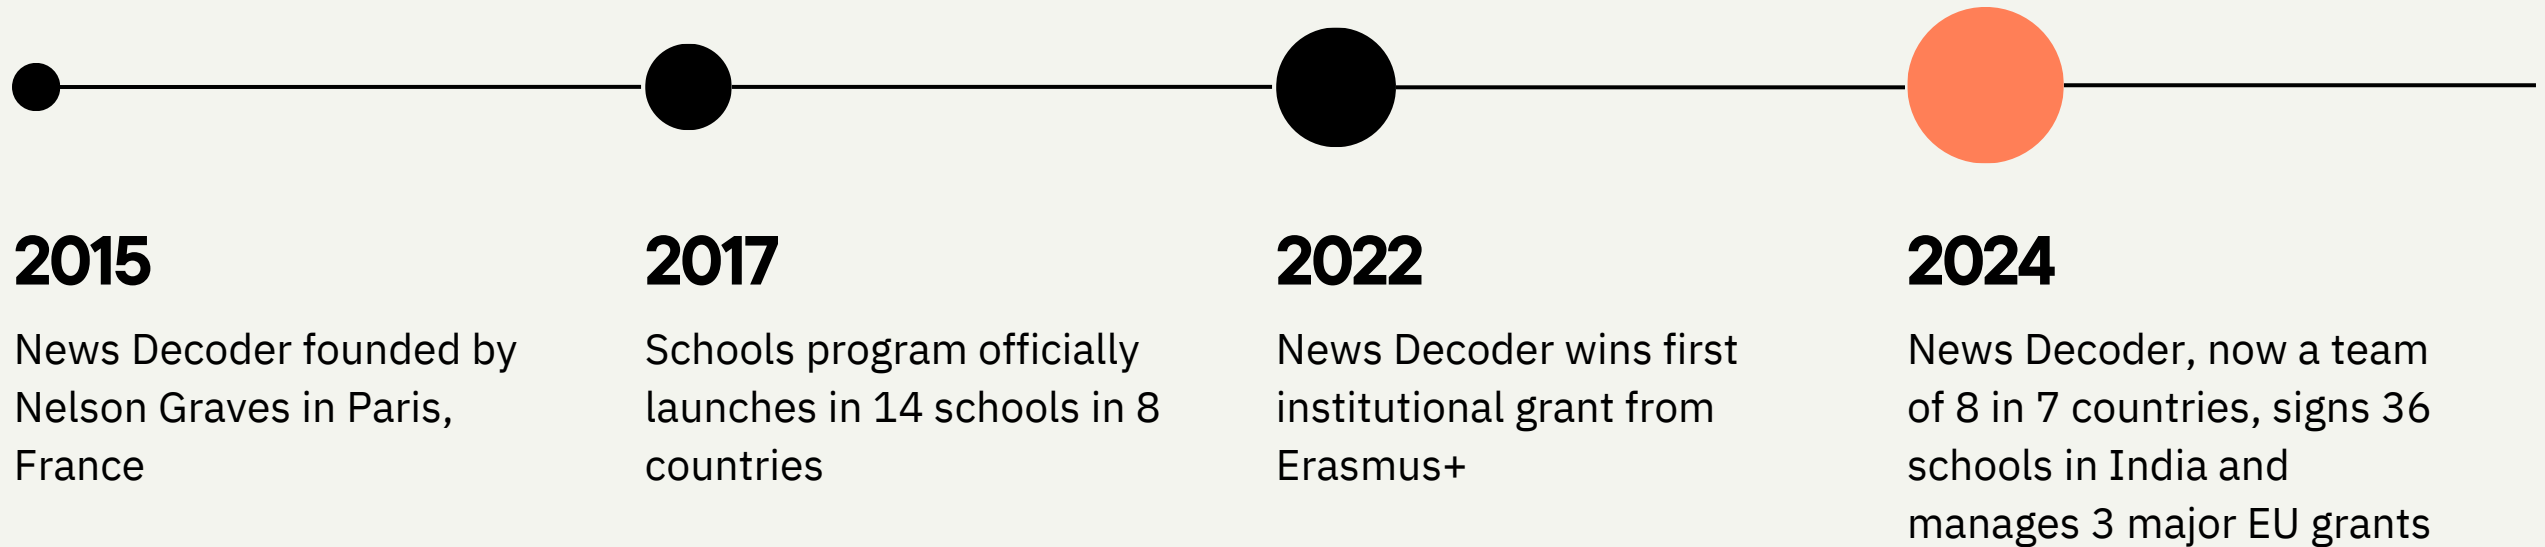 2015
News Decoder founded by
Nelson Graves in Paris,
France
2017
Schools program officially
launches in 14 schools in 8
countries
2022
News Decoder wins first
institutional grant from
Erasmus+
2024
News Decoder, now a team
of 8 in 7 countries, signs 36
schools in India and
manages 3 major EU grants